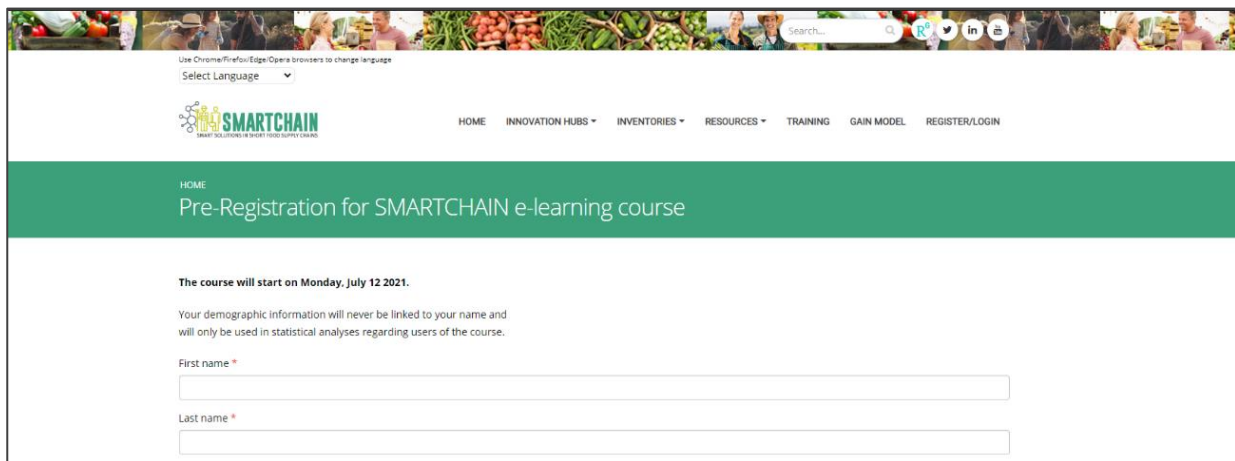 Search...
Use Chrome/Firefox/Edge/Opera browsers to change language
Select Language
SMARTCHAIN
SMART SOLUTIONS IN SHORT FOOD SUPPLY CHAINS
HOME INNOVATION HUBS INVENTORIES RESOURCES TRAINING GAIN MODEL REGISTER/LOGIN
HOME
Pre-Registration for SMARTCHAIN e-learning course
The course will start on Monday, July 12 2021.
Your demographic information will never be linked to your name and
will only be used in statistical analyses regarding users of the course.
First name *
Last name *